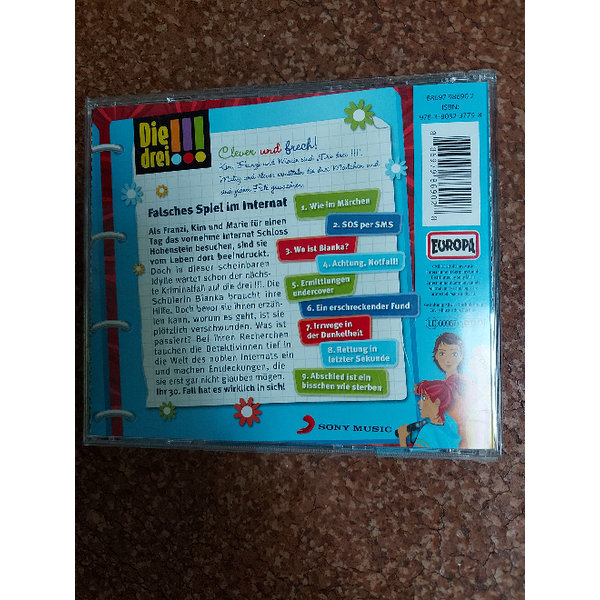 Die
drei !!!
Clever und frech!
Falsches Spiel im Internat
Als Franzi, Kim und Marie für einen
Tag das vornehme Internat Schloss
Hohenstein besuchen, sind sie
vom Leben dort beeindruckt.
Doch in dieser scheinbaren
Idylle wartet schon der nächs-
te Kriminalfall auf die drei !!!. Die
Schülerin Bianka braucht ihre
Hilfe. Doch bevor sie ihnen erzäh-
len kann, worum es geht, ist sie
plötzlich verschwunden. Was ist
passiert? Bei ihren Recherchen
tauchen die Detektivinnen tief in
die Welt des noblen Internats ein
und machen Entdeckungen, die
sie erst gar nicht glauben mögen.
Ihr 30. Fall hat es wirklich in sich!
1. Wie im Märchen
2. SOS per SMS
3. Wo ist Bianka?
4. Achtung, Notfall!
5. Ermittlungen
undercover
6. Ein erschreckender Fund
7. Irrwege in
der Dunkelheit
8. Rettung in
letzter Sekunde
9. Abschied ist ein
bisschen wie sterben
SONY MUSIC
ISBN:
EUROPA